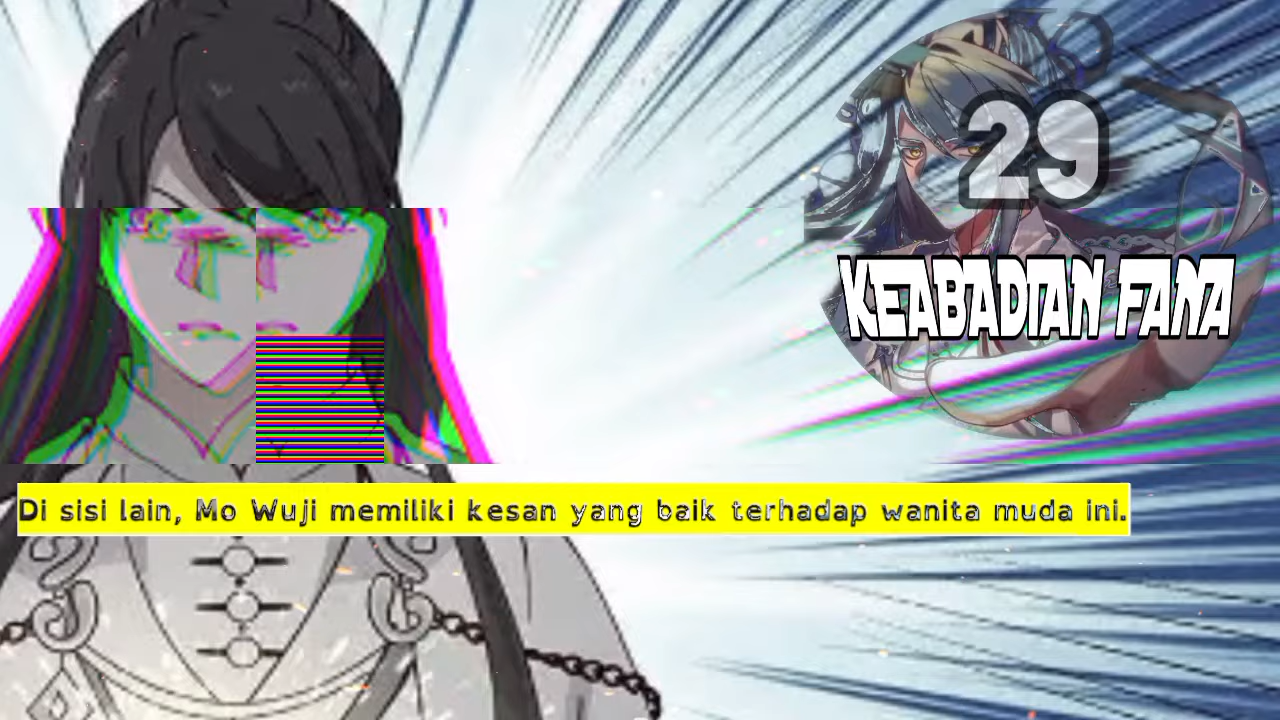 29
KEABADIAN FANA
Di sisi lain, Mo Wuji memiliki kesan yang baik terhadap wanita muda ini.